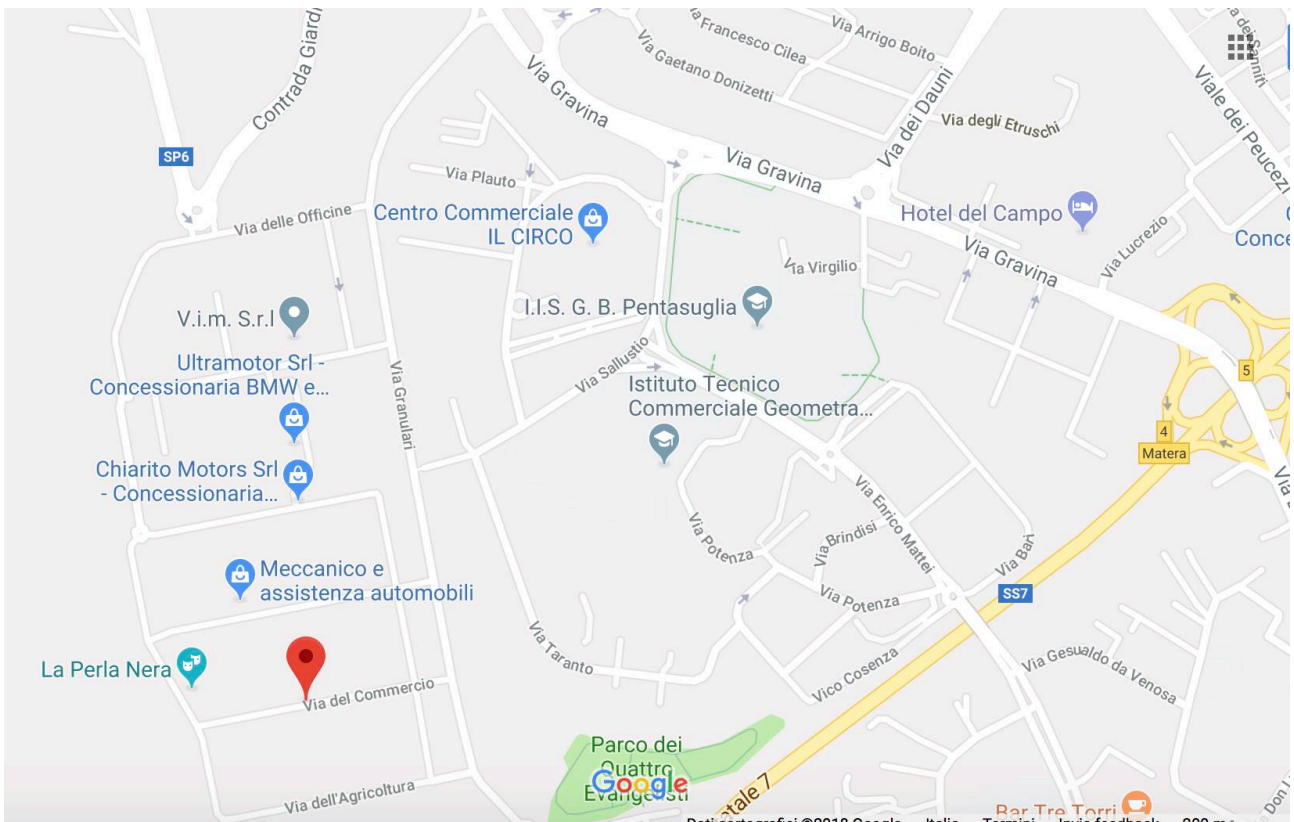 Contrada Giardi
Via Francesco Cilea
Via Arrigo Boito
Via Gaetano Donizetti
Via dei Dauni
Viale dei Peucezi
Via Gravina
Via degli Etruschi
SP6
Via Plauto
Via Gravina
Via delle Officine
Centro Commerciale
IL CIRCO
Hotel del Campo
Via Gravina
Via Lucrezio
Conce
Via Virgilio
V.i.m. S.r.l
I.I.S. G. B. Pentasuglia
Via Sallustio
Ultramotor Srl -
Concessionaria BMW e...
Via Granulari
Istituto Tecnico
Commerciale Geometra...
5
4
Matera
Chiarito Motors Srl
- Concessionaria...
Via Enrico Mattei
Via Potenza
Via Brindisi
Via Bari
Meccanico e
assistenza automobili
Via Potenza
SS7
Via Taranto
La Perla Nera
Via Gesualdo da Venosa
Vico Cosenza
Via del Commercio
Parco dei
Quattro
Evangelisti
Google
Via dell'Agricoltura
tatale 7
Bar Tre Torri